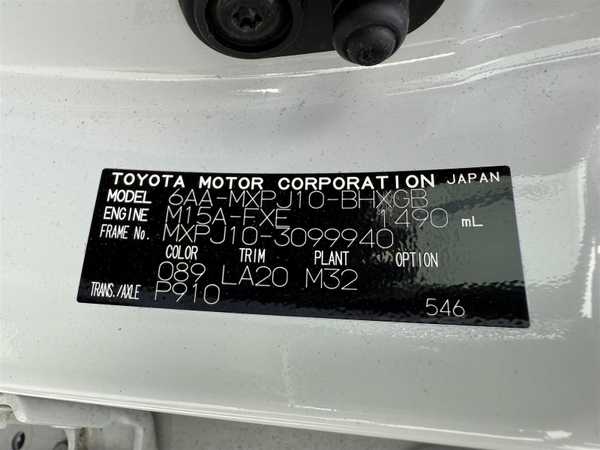 TOYOTA MOTOR CORPORATION JAPAN
MODEL 6AA-MXPJ10-BHXGB
ENGINE M15A-FXE 1490 mL
FRAME No. MXPJ10-3099940
COLOR TRIM PLANT OPTION
089 LA20 M32
TRANS./AXLE P910
546